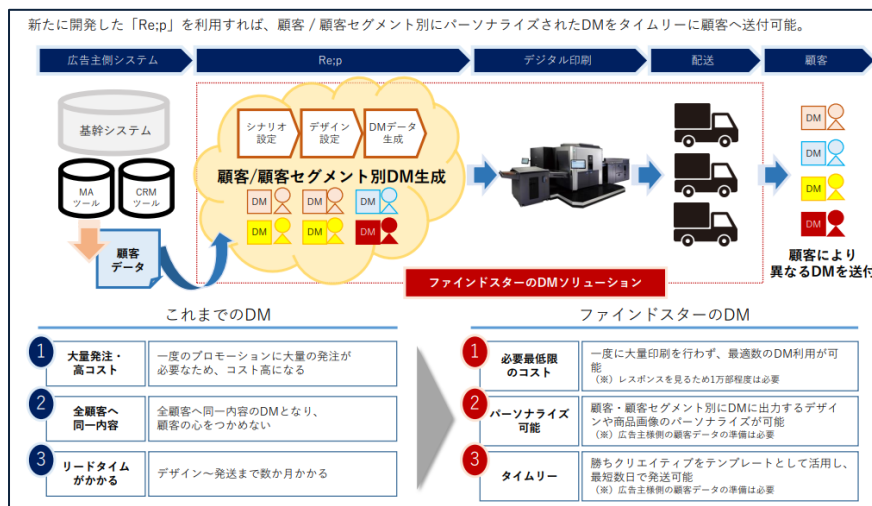 新たに開発した「Re;p」を利用すれば、顧客 / 顧客セグメント別にパーソナライズされたDMをタイムリーに顧客へ送付可能。
広告主側システム
Re;p
デジタル印刷
配送
顧客
基幹システム
MA
ツール
CRM
ツール
顧客
データ
シナリオ
設定
デザイン
設定
DMデータ
生成
顧客/顧客セグメント別DM生成
DM
DM
DM
DM
DM
DM
DM
DM
DM
DM
顧客により
異なるDMを送付
ファインドスターのDMソリューション
これまでのDM
1
大量発注・
高コスト
一度のプロモーションに大量の発注が
必要なため、コスト高になる
2
全顧客へ
同一内容
全顧客へ同一内容のDMとなり、
顧客の心をつかめない
3
リードタイム
がかかる
デザイン～発送まで数か月かかる
ファインドスターのDM
1
必要最低限
のコスト
一度に大量印刷を行わず、最適数のDM利用が可
能
（※）レスポンスを見るため1万部程度は必要
2
パーソナライズ
可能
顧客・顧客セグメント別にDMに出力するデザイ
ンや商品画像のパーソナライズが可能
（※）広告主様側の顧客データの準備は必要
3
タイムリー
勝ちクリエイティブをテンプレートとして活用し、
最短数日で発送可能
（※）広告主様側の顧客データの準備は必要